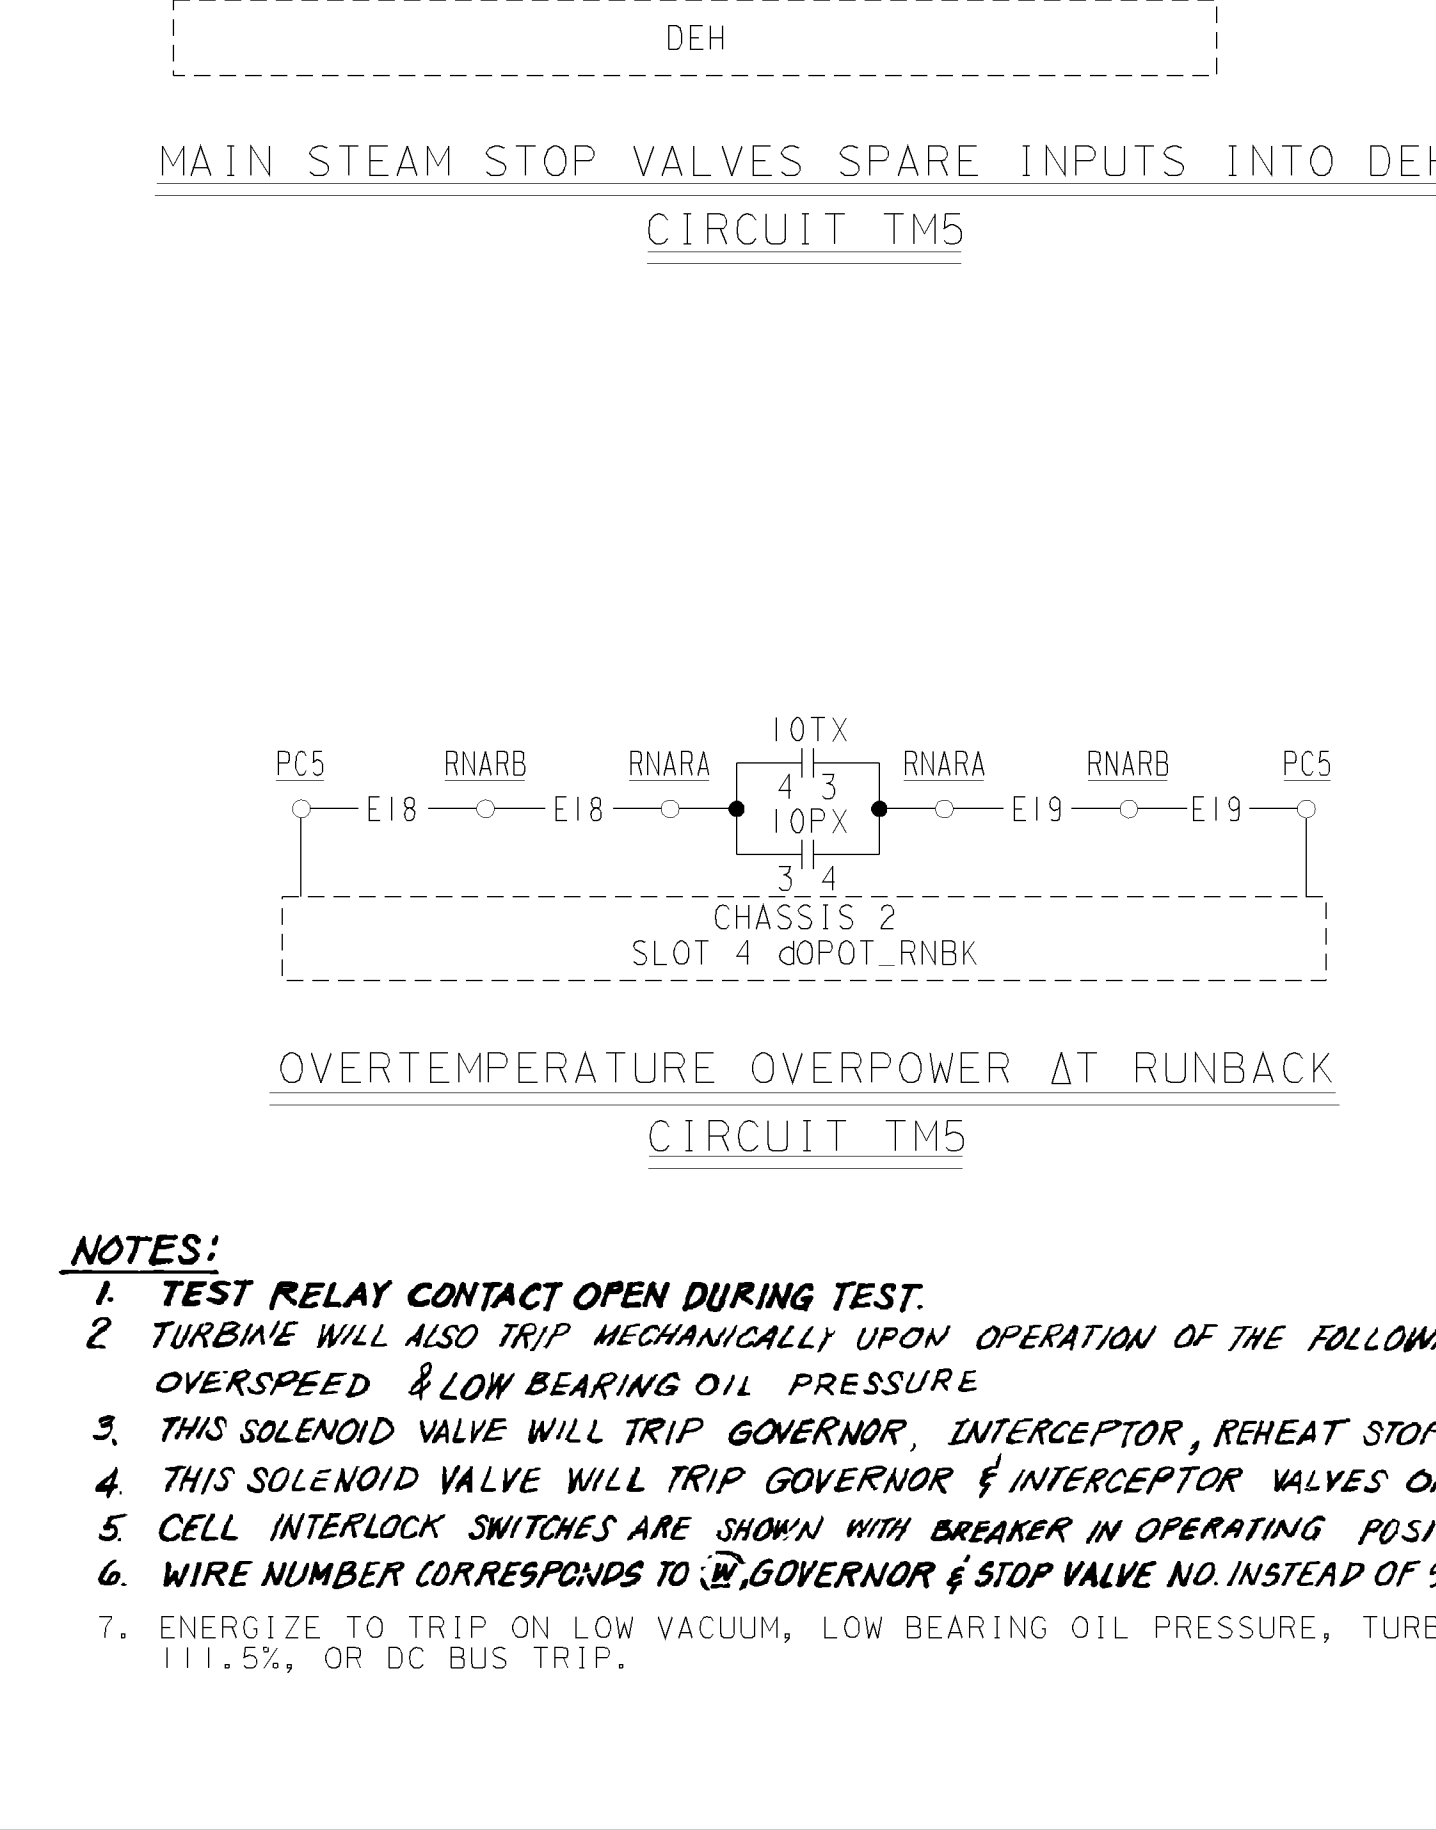 DEH
MAIN STEAM STOP VALVES SPARE INPUTS INTO DEH
CIRCUIT TM5
10TX
PC5 RNARB RNARA RNARA RNARB PC5
4 3
E18 E18 E19 E19
10PX
3 4
CHASSIS 2
SLOT 4 dOPOT_RNBK
OVERTEMPERATURE OVERPOWER ΔT RUNBACK
CIRCUIT TM5
NOTES:
1. TEST RELAY CONTACT OPEN DURING TEST.
2 TURBINE WILL ALSO TRIP MECHANICALLY UPON OPERATION OF THE FOLLOW
OVERSPEED & LOW BEARING OIL PRESSURE
3. THIS SOLENOID VALVE WILL TRIP GOVERNOR, INTERCEPTOR, REHEAT STOP
4. THIS SOLENOID VALVE WILL TRIP GOVERNOR & INTERCEPTOR VALVES
5. CELL INTERLOCK SWITCHES ARE SHOWN WITH BREAKER IN OPERATING POSI
6. WIRE NUMBER CORRESPONDS TO W, GOVERNOR & STOP VALVE NO. INSTEAD OF
7. ENERGIZE TO TRIP ON LOW VACUUM, LOW BEARING OIL PRESSURE, TURB
111.5%, OR DC BUS TRIP.